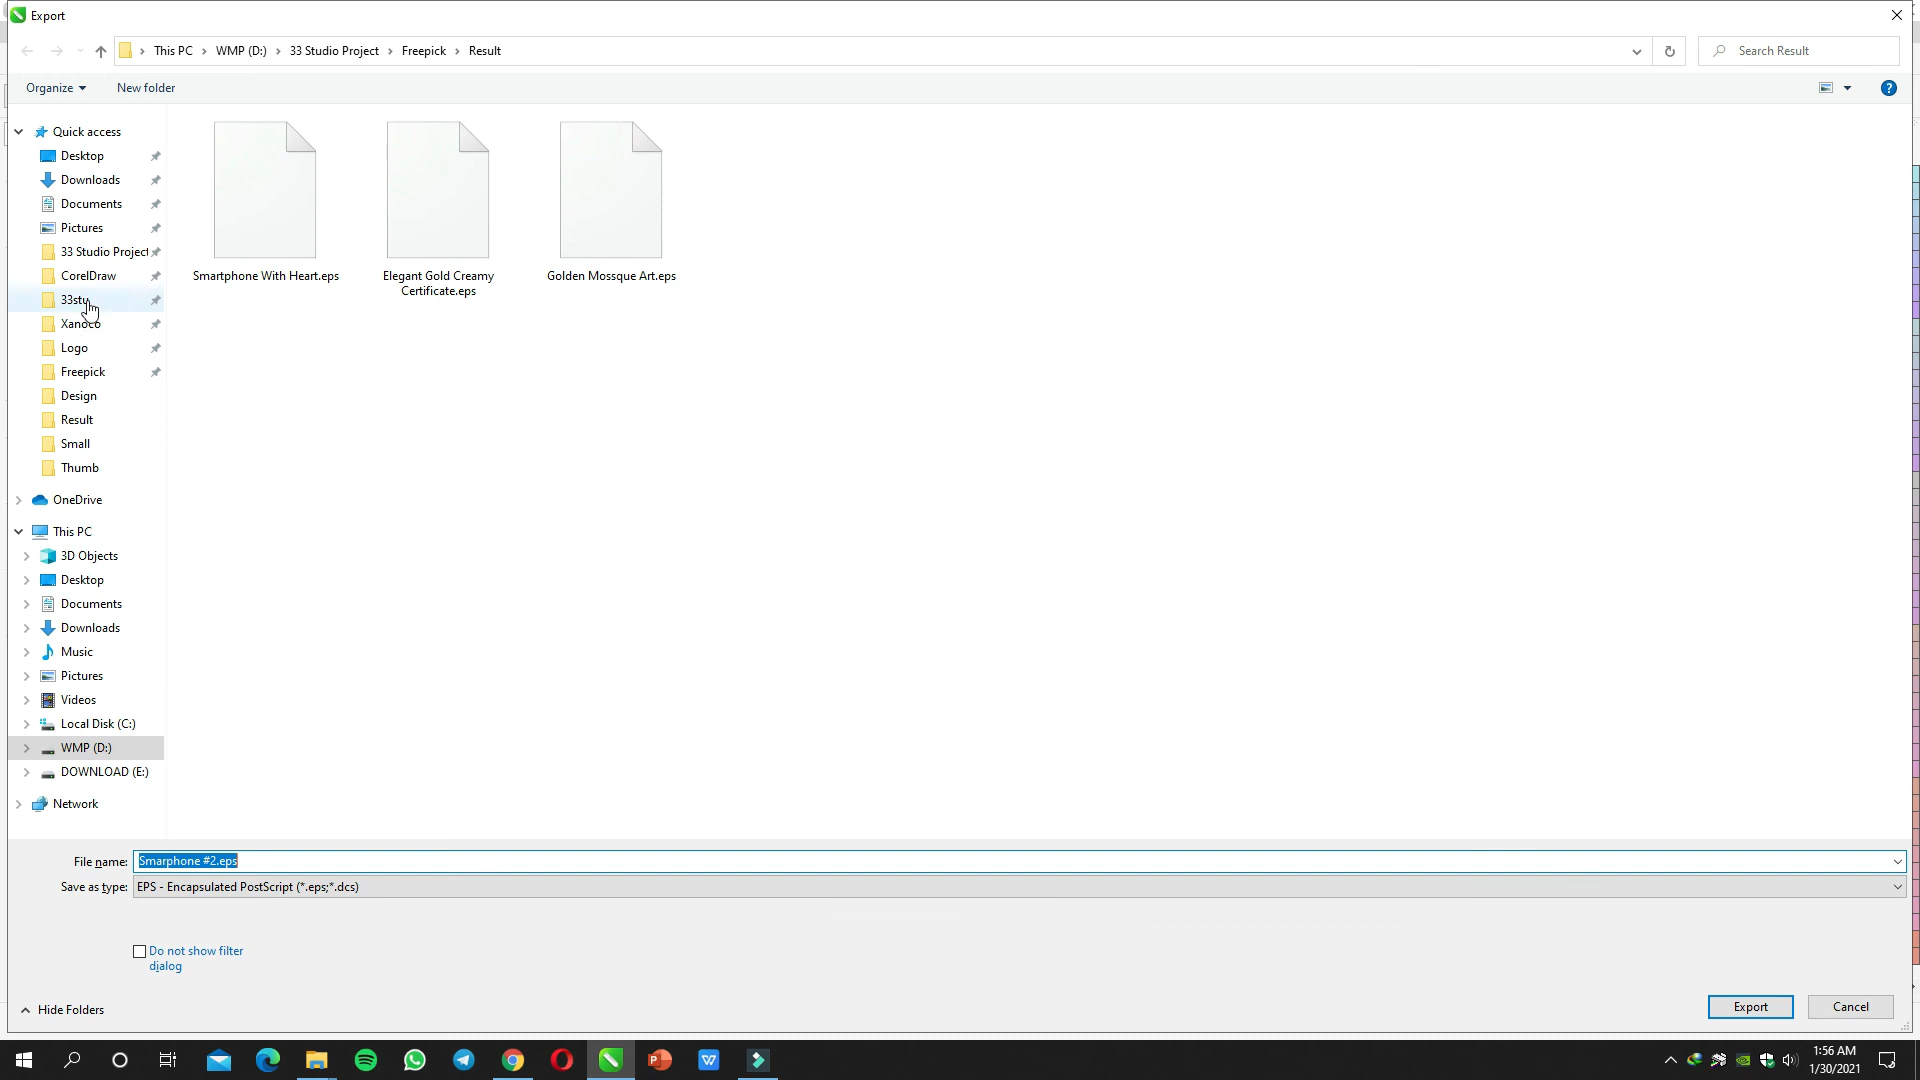 Export
This PC > WMP (D:) > 33 Studio Project > Freepick > Result
Search Result
Organize
New folder
Quick access
Desktop
Downloads
Documents
Pictures
33 Studio Project
CorelDraw
33stu
Xanoco
Logo
Freepick
Design
Result
Small
Thumb
OneDrive
This PC
3D Objects
Desktop
Documents
Downloads
Music
Pictures
Videos
Local Disk (C:)
WMP (D:)
DOWNLOAD (E:)
Network
Smartphone With Heart.eps
Elegant Gold Creamy
Certificate.eps
Golden Mossque Art.eps
File name: Smarphone #2.eps
Save as type: EPS - Encapsulated PostScript (*.eps;*.dcs)
Do not show filter
dialog
Hide Folders
Export
Cancel
1:56 AM
1/30/2021